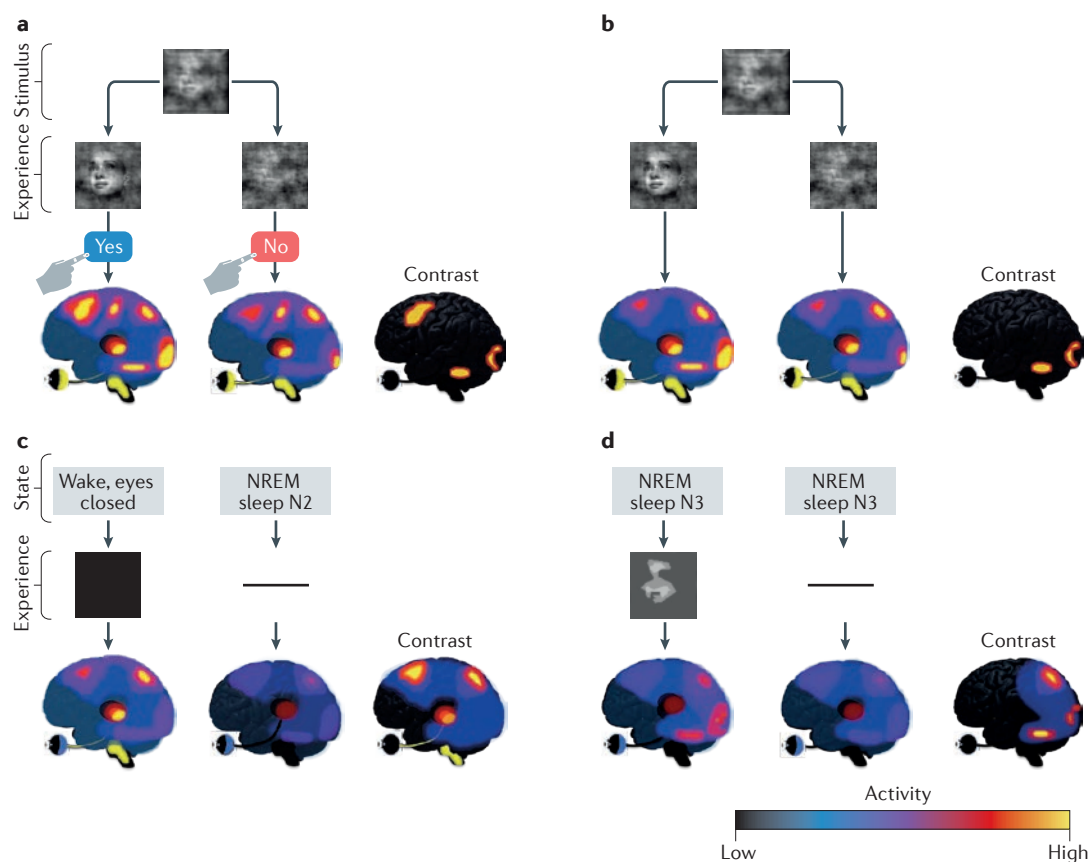 a
Stimulus
Experience
Yes
No
Contrast
b
Contrast
c
State
Wake, eyes
closed
NREM
sleep N2
Experience
Contrast
d
NREM
sleep N3
NREM
sleep N3
Contrast
Activity
Low
High